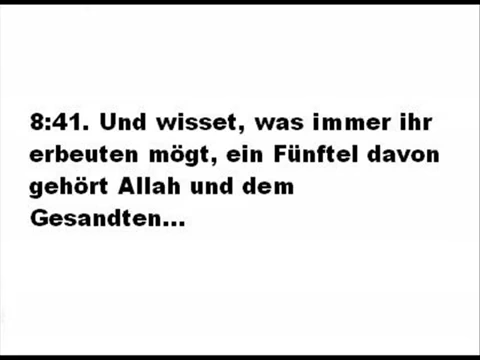 8:41. Und wisset, was immer ihr
erbeuten mögt, ein Fünftel davon
gehört Allah und dem
Gesandten...